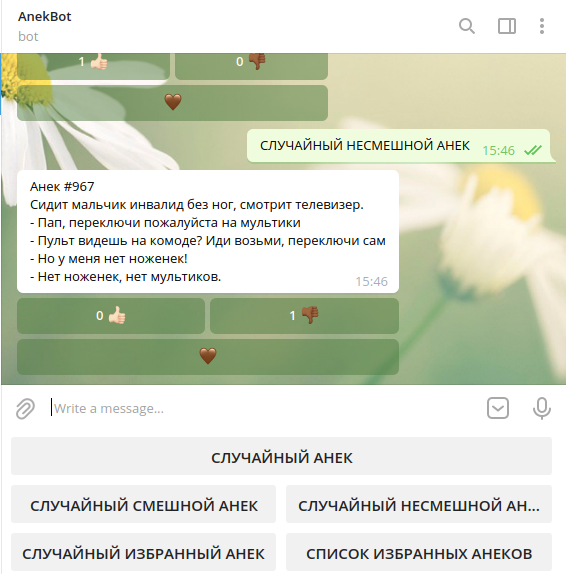 AnekBot
bot
1 👍🏻 0 👎🏿
🤎
СЛУЧАЙНЫЙ НЕСМЕШНОЙ АНЕК 15:46
Анек #967
Сидит мальчик инвалид без ног, смотрит телевизер.
- Пап, переключи пожалуйста на мультики
- Пульт видешь на комоде? Иди возьми, переключи сам
- Но у меня нет ноженек!
- Нет ноженек, нет мультиков.
15:46
0 👍🏻 1 👎🏿
🤎
Write a message...
СЛУЧАЙНЫЙ АНЕК
СЛУЧАЙНЫЙ СМЕШНОЙ АНЕК СЛУЧАЙНЫЙ НЕСМЕШНОЙ АН...
СЛУЧАЙНЫЙ ИЗБРАННЫЙ АНЕК СПИСОК ИЗБРАННЫХ АНЕКОВ